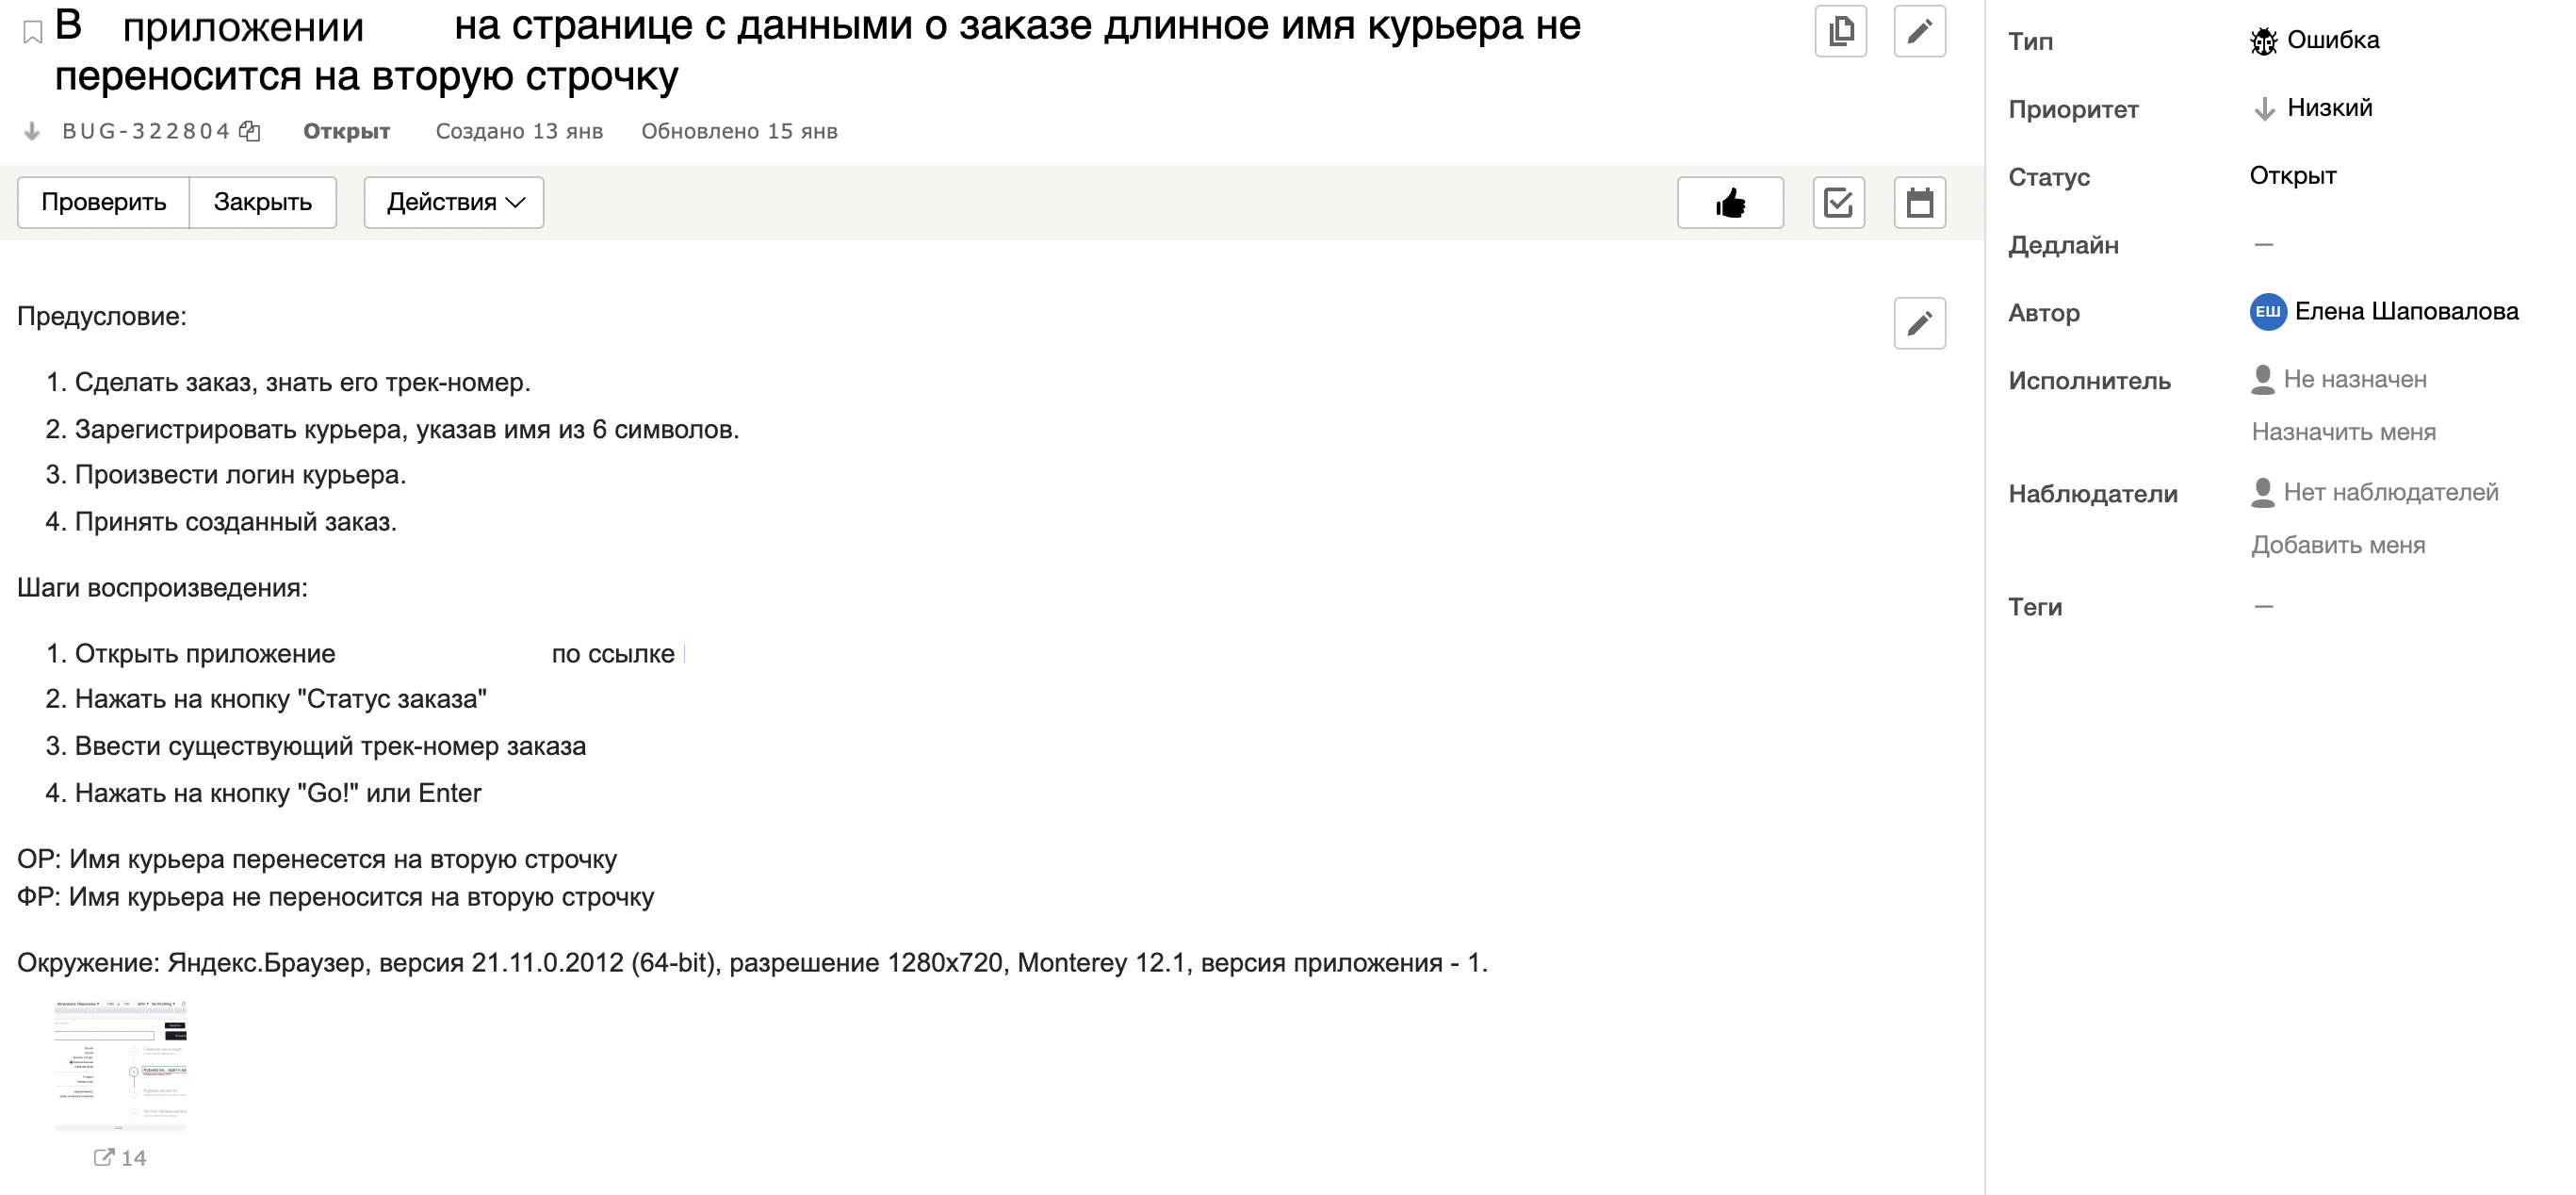 В приложении на странице с данными о заказе длинное имя курьера не
переносится на вторую строчку
BUG-322804 Открыт Создано 13 янв Обновлено 15 янв
Проверить Закрыть Действия
Предусловие:
1. Сделать заказ, знать его трек-номер.
2. Зарегистрировать курьера, указав имя из 6 символов.
3. Произвести логин курьера.
4. Принять созданный заказ.
Шаги воспроизведения:
1. Открыть приложение по ссылке
2. Нажать на кнопку "Статус заказа"
3. Ввести существующий трек-номер заказа
4. Нажать на кнопку "Go!" или Enter
ОР: Имя курьера перенесется на вторую строчку
ФР: Имя курьера не переносится на вторую строчку
Окружение: Яндекс.Браузер, версия 21.11.0.2012 (64-bit), разрешение 1280x720, Monterey 12.1, версия приложения - 1.
14
Тип Ошибка
Приоритет Низкий
Статус Открыт
Дедлайн —
Автор ЕШ Елена Шаповалова
Исполнитель Не назначен
Назначить меня
Наблюдатели Нет наблюдателей
Добавить меня
Теги —